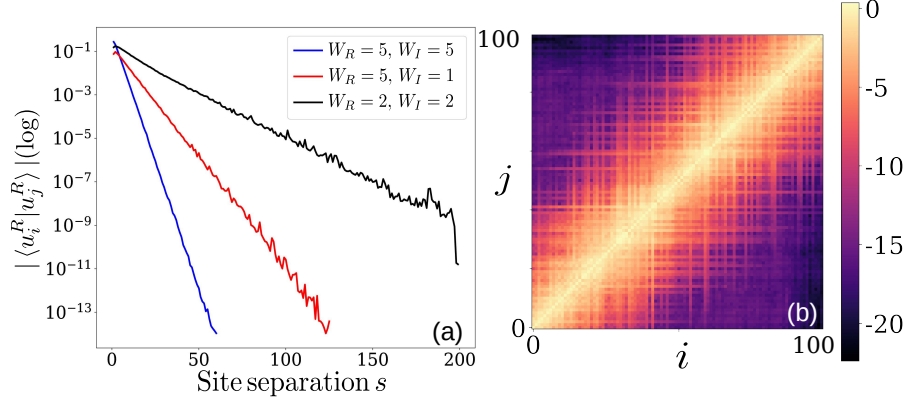 10^{-1}
10^{-3}
10^{-5}
10^{-7}
10^{-9}
10^{-11}
10^{-13}
| ⟨u_i^R|u_j^R⟩ |(log)
W_R = 5, W_I = 5
W_R = 5, W_I = 1
W_R = 2, W_I = 2
(a)
0 50 100 150 200
Site separation s
100
j
0
(b)
0 100
i
0
-5
-10
-15
-20